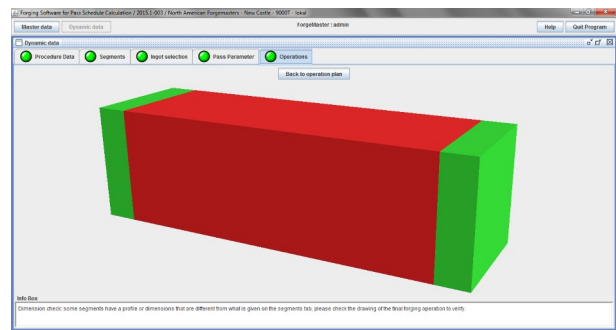 Forging Software for Pass Schedule Calculation / 2015.1-003 / North American Forgemasters - New Castle - 9000T - lokal
Master data Dynamic data ForgeMaster : admin Help Quit Program
Dynamic data
Procedure Data Segments Ingot selection Pass Parameter Operations
Back to operation plan
Info Box
Dimension check: some segments have a profile or dimensions that are different from what is given on the segments tab, please check the drawing of the final forging operation to verify.